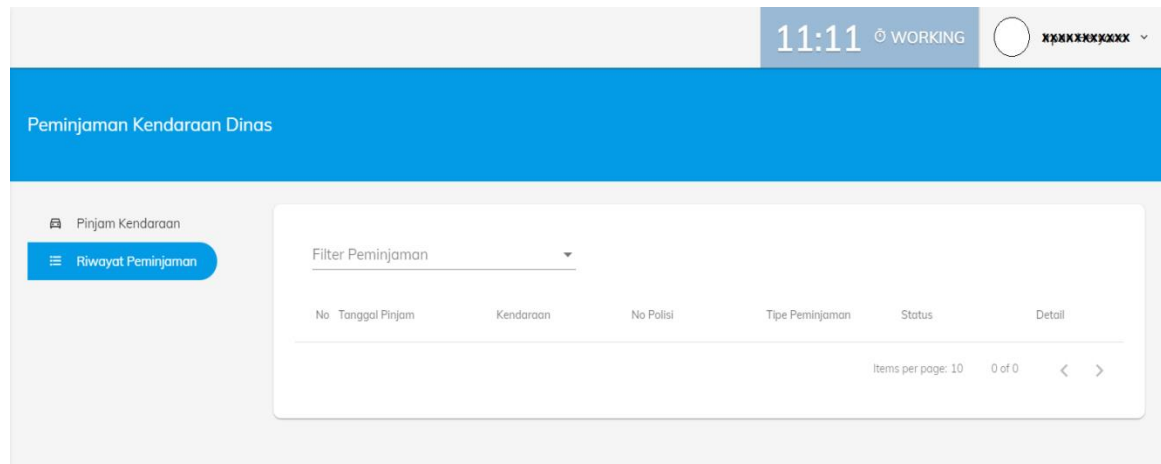 11:11 WORKING
Peminjaman Kendaraan Dinas
Pinjam Kendaraan
Riwayat Peminjaman
Filter Peminjaman
No Tanggal Pinjam Kendaraan No Polisi Tipe Peminjaman Status Detail
Items per page: 10 0 of 0